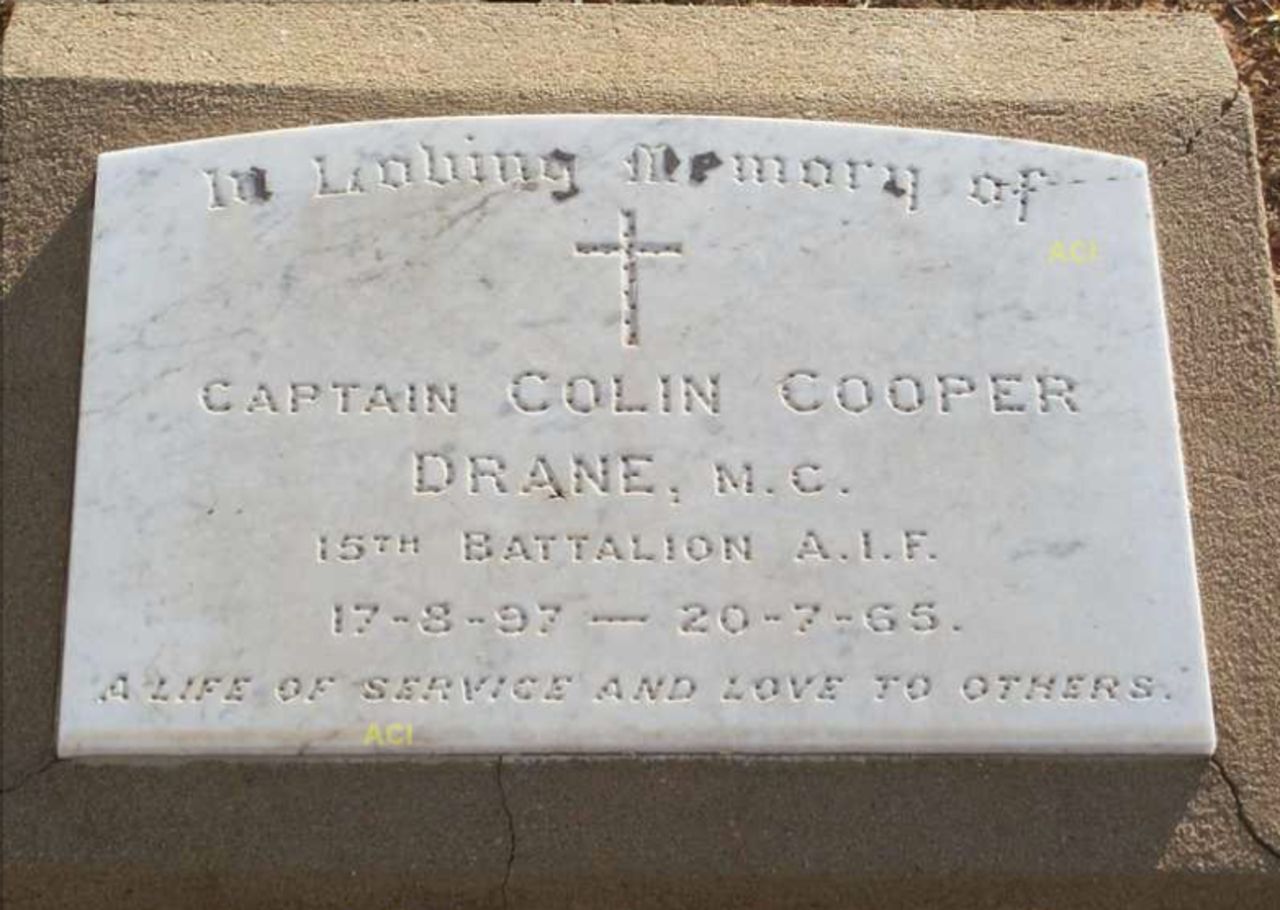 In Loving Memory of
ACI
CAPTAIN COLIN COOPER
DRANE, M.C.
15TH BATTALION A.I.F.
17-8-97 — 20-7-65.
A LIFE OF SERVICE AND LOVE TO OTHERS.
ACI